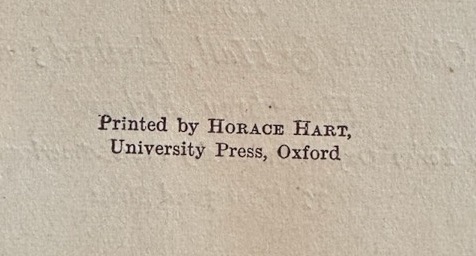 Printed by HORACE HART,
University Press, Oxford